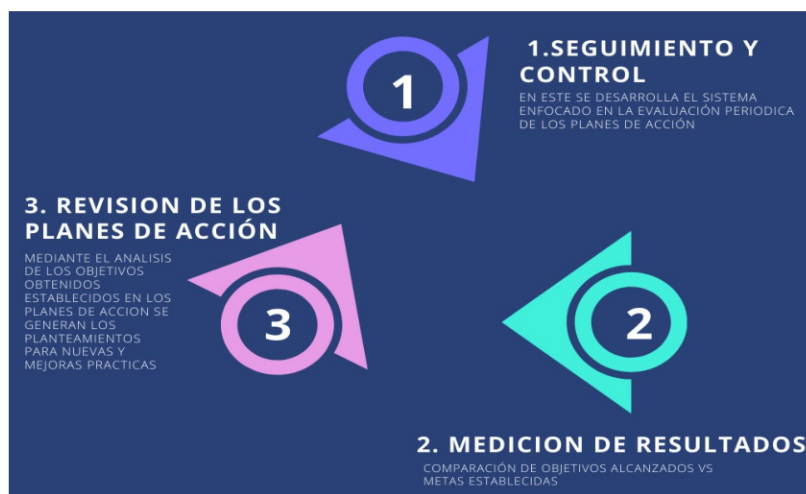 1
1.SEGUIMIENTO Y
CONTROL
EN ESTE SE DESARROLLA EL SISTEMA
ENFOCADO EN LA EVALUACIÓN PERIODICA
DE LOS PLANES DE ACCIÓN
2
2. MEDICION DE RESULTADOS
COMPARACIÓN DE OBJETIVOS ALCANZADOS VS
METAS ESTABLECIDAS
3. REVISION DE LOS
PLANES DE ACCIÓN
MEDIANTE EL ANALISIS
DE LOS OBJETIVOS
OBTENIDOS
ESTABLECIDOS EN LOS
PLANES DE ACCION SE
GENERAN LOS
PLANTEAMIENTOS
PARA NUEVAS Y
MEJORAS PRACTICAS
3